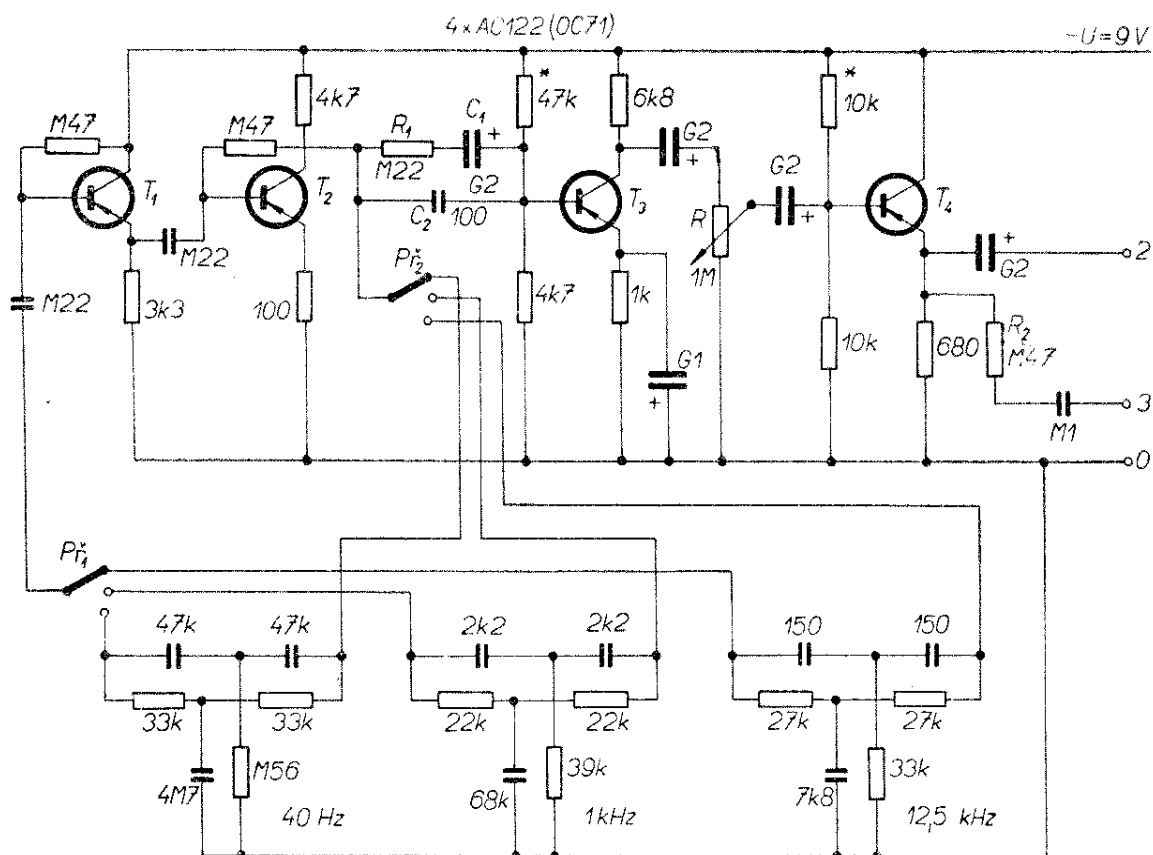 4×AC122 (OC71)
-U=9V
M47
T₁
M22
M22
3k3
4k7
M47
T₂
100
R₁
M22
C₁
+
G2
C₂
100
Př₂
*
47k
4k7
6k8
T₃
1k
G1
+
G2
+
R
1M
G2
+
*
10k
10k
T₄
+
G2
2
680
R₂
M47
M1
3
0
Př₁
47k
47k
33k
33k
4M7
M56
40 Hz
2k2
2k2
22k
22k
68k
39k
1kHz
150
150
27k
27k
7k8
33k
12,5 kHz